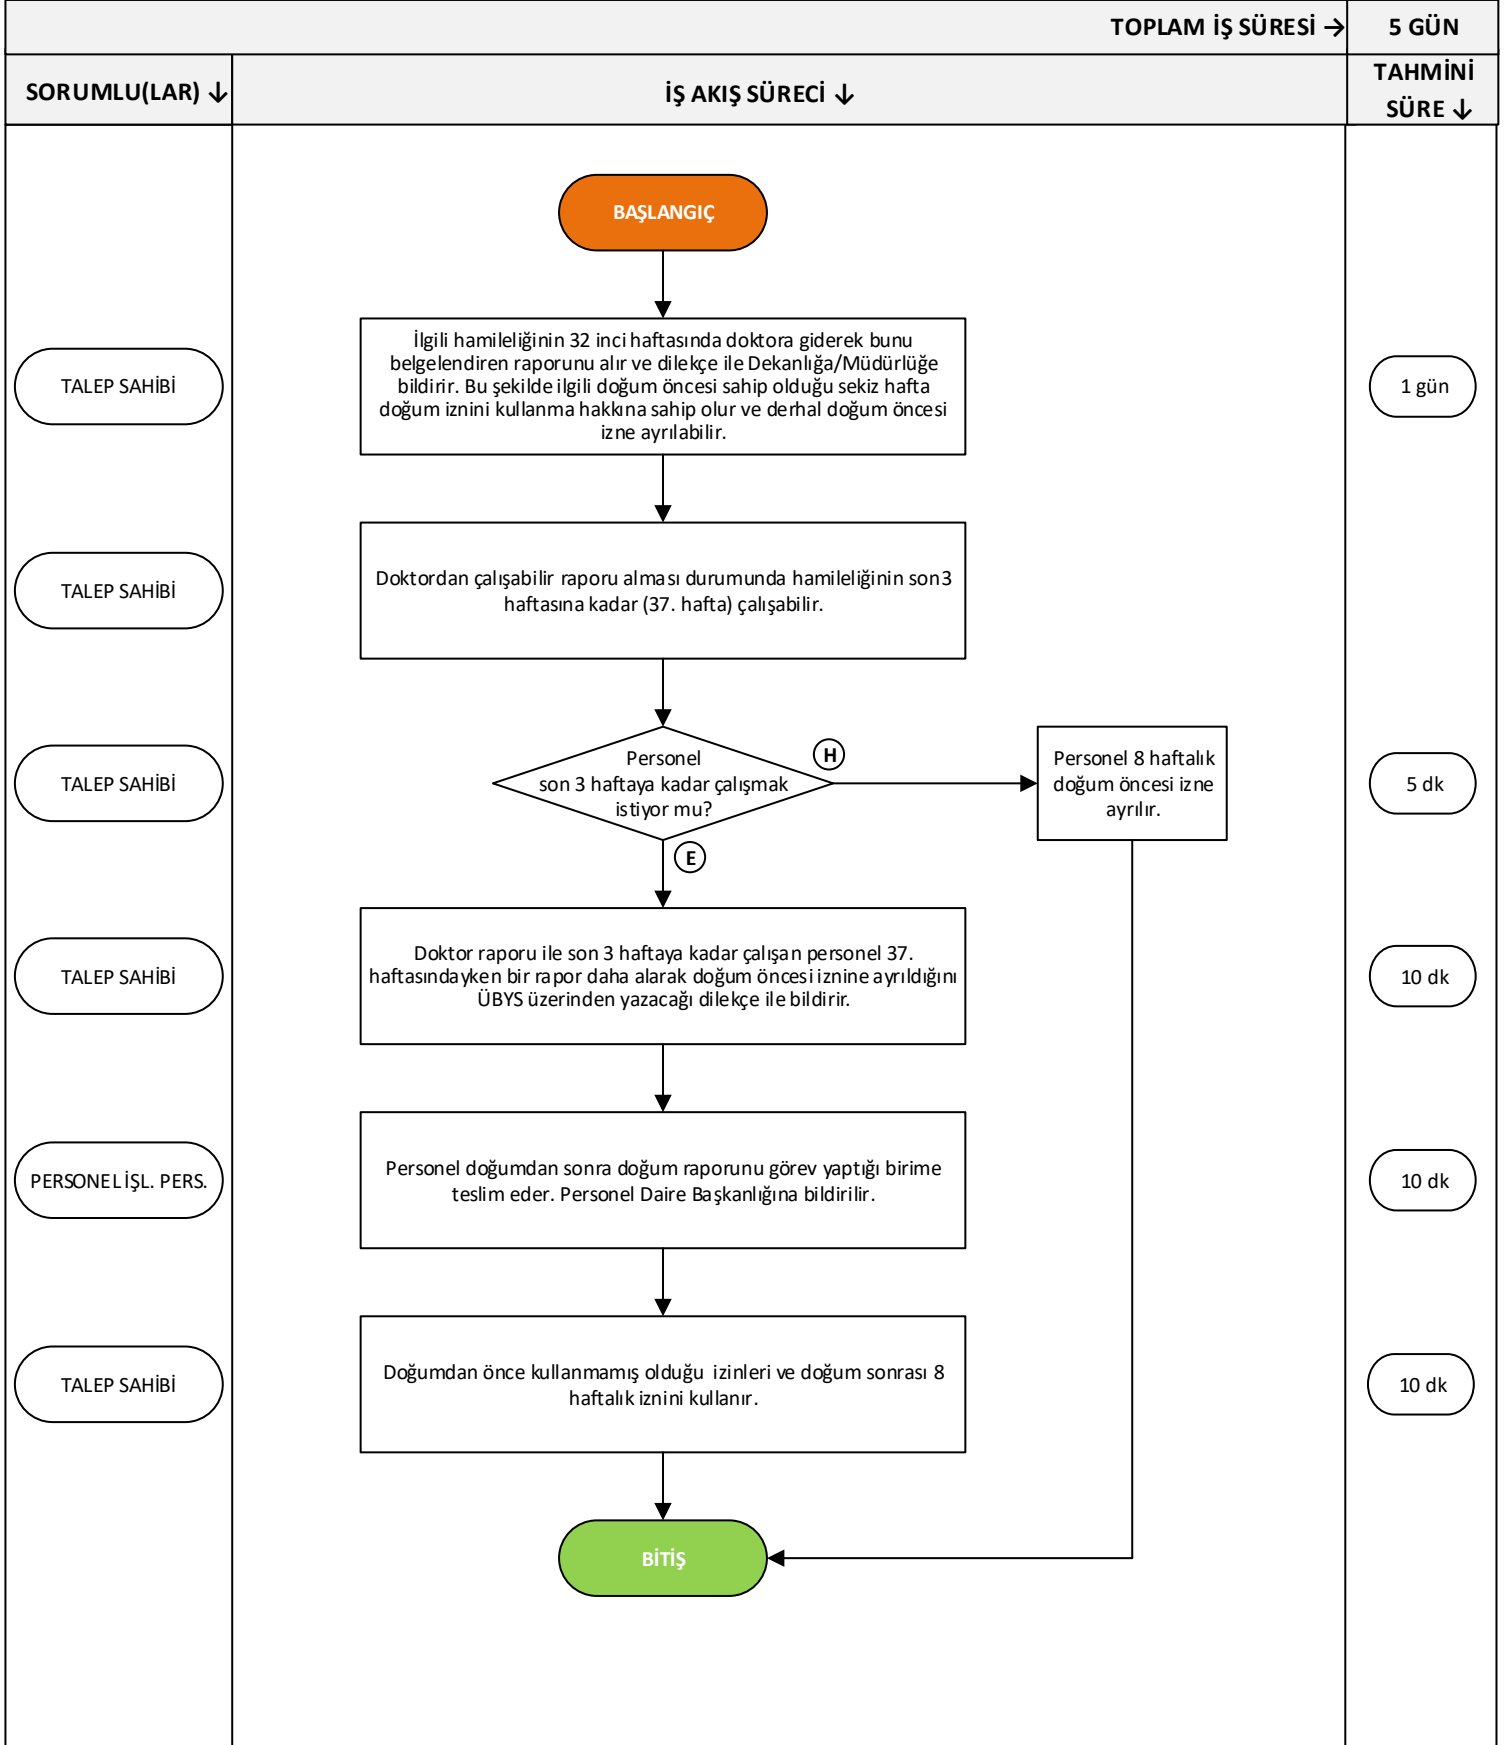 TOPLAM İŞ SÜRESİ →
5 GÜN
SORUMLU(LAR) ↓
İŞ AKIŞ SÜRECİ ↓
TAHMİNİ
SÜRE ↓
BAŞLANGIÇ
TALEP SAHİBİ
İlgili hamileliğinin 32 inci haftasında doktora giderek bunu
belgelendiren raporunu alır ve dilekçe ile Dekanlığa/Müdürlüğe
bildirir. Bu şekilde ilgili doğum öncesi sahip olduğu sekiz hafta
doğum iznini kullanma hakkına sahip olur ve derhal doğum öncesi
izne ayrılabilir.
1 gün
TALEP SAHİBİ
Doktordan çalışabilir raporu alması durumunda hamileliğinin son 3
haftasına kadar (37. hafta) çalışabilir.
TALEP SAHİBİ
Personel
son 3 haftaya kadar çalışmak
istiyor mu?
H
Personel 8 haftalık
doğum öncesi izne
ayrılır.
5 dk
E
TALEP SAHİBİ
Doktor raporu ile son 3 haftaya kadar çalışan personel 37.
haftasındayken bir rapor daha alarak doğum öncesi iznine ayrıldığını
ÜBYS üzerinden yazacağı dilekçe ile bildirir.
10 dk
PERSONEL İŞL. PERS.
Personel doğumdan sonra doğum raporunu görev yaptığı birime
teslim eder. Personel Daire Başkanlığına bildirilir.
10 dk
TALEP SAHİBİ
Doğumdan önce kullanmamış olduğu  izinleri ve doğum sonrası 8
haftalık iznini kullanır.
10 dk
BİTİŞ